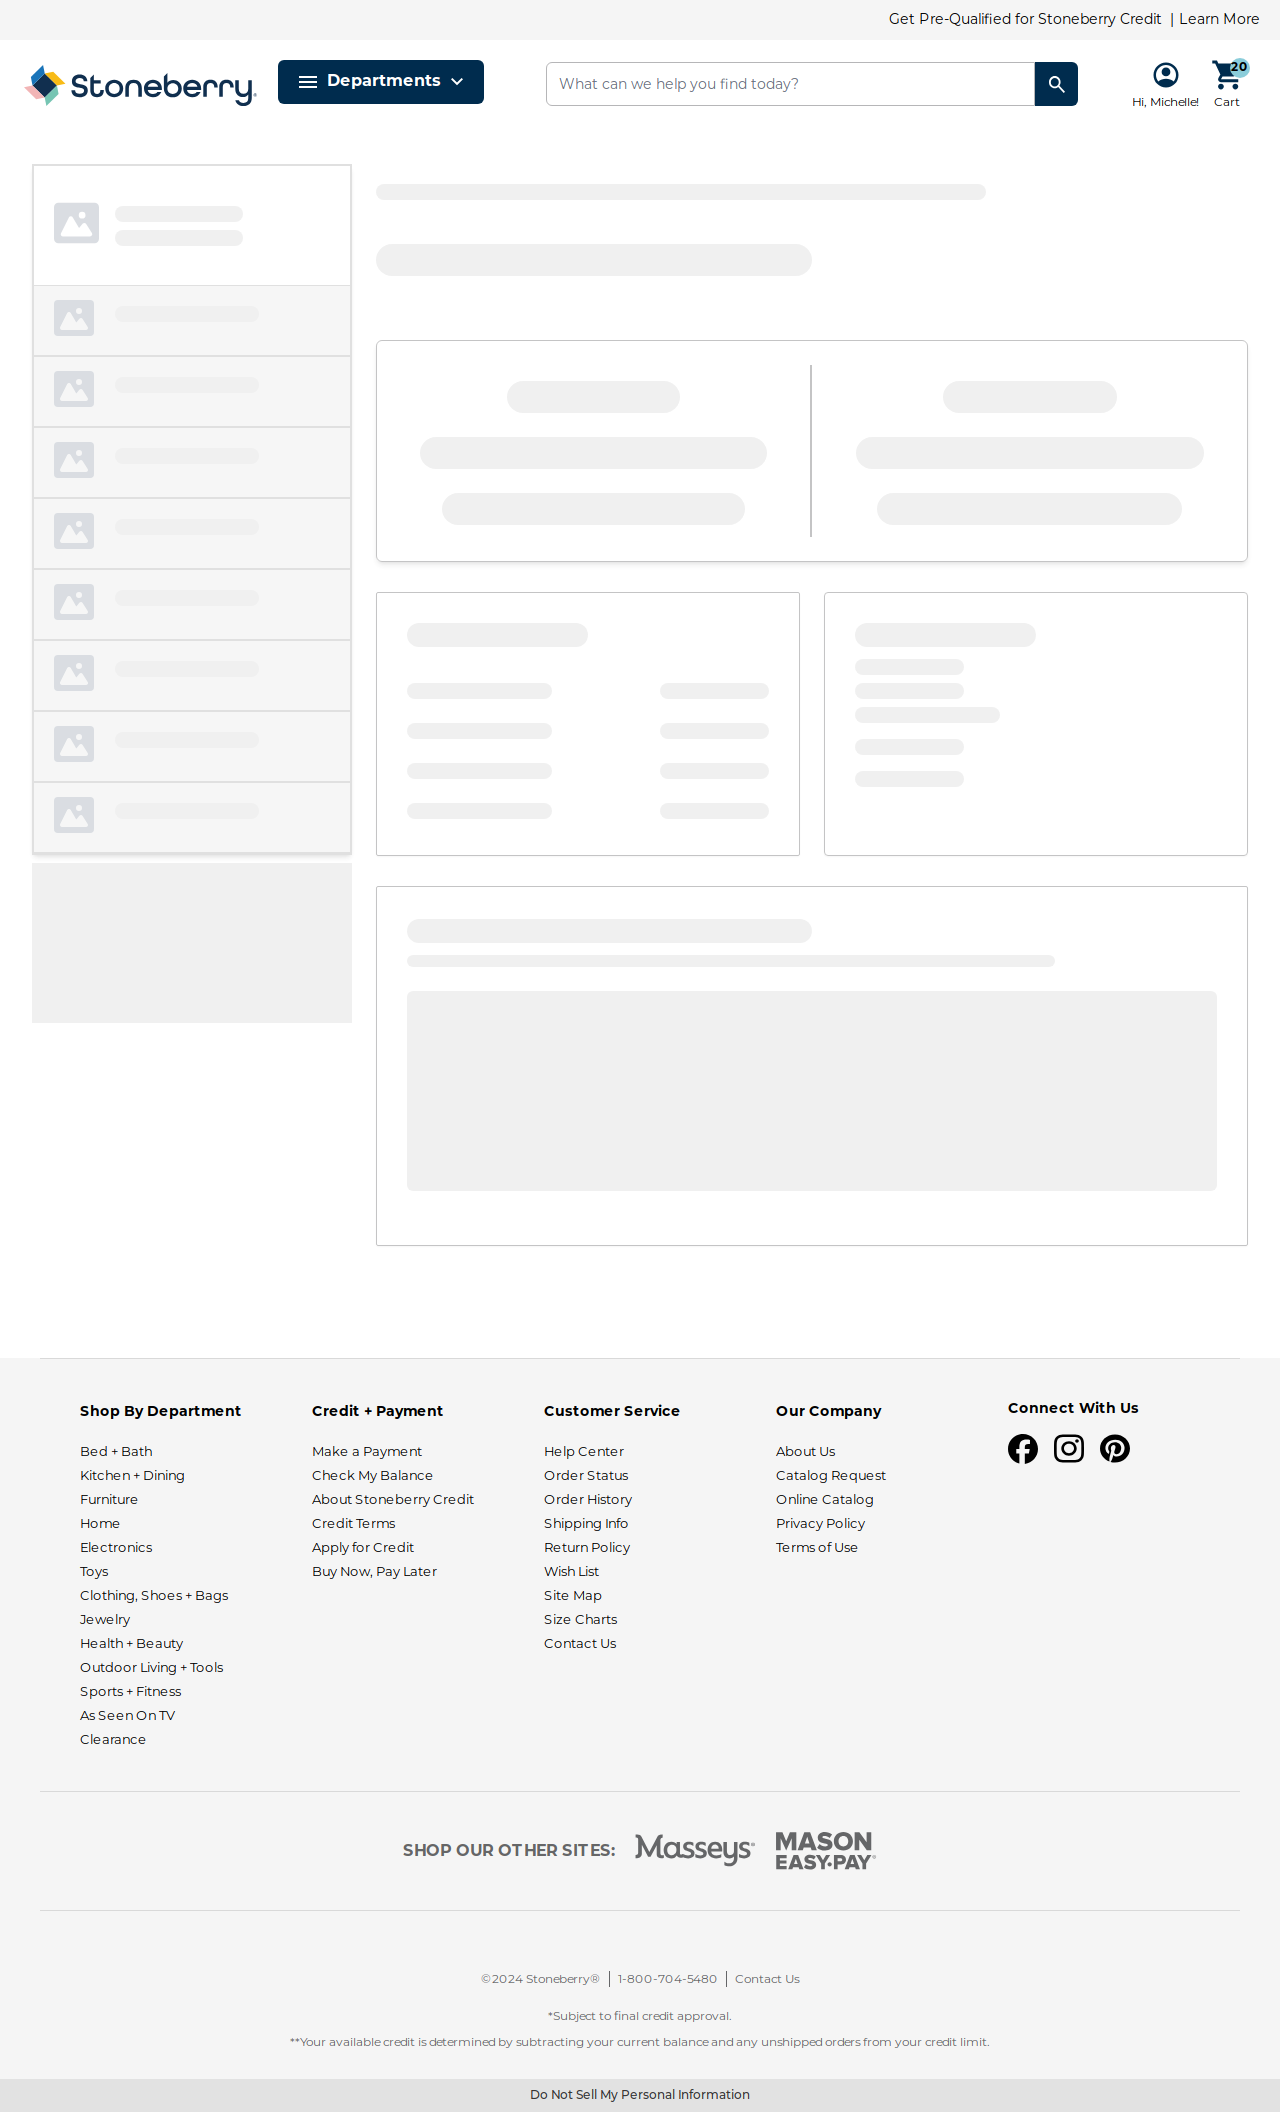 Get Pre-Qualified for Stoneberry Credit | Learn More
Stoneberry®
Departments
What can we help you find today?
Hi, Michelle!
20
Cart
Shop By Department
Bed + Bath
Kitchen + Dining
Furniture
Home
Electronics
Toys
Clothing, Shoes + Bags
Jewelry
Health + Beauty
Outdoor Living + Tools
Sports + Fitness
As Seen On TV
Clearance
Credit + Payment
Make a Payment
Check My Balance
About Stoneberry Credit
Credit Terms
Apply for Credit
Buy Now, Pay Later
Customer Service
Help Center
Order Status
Order History
Shipping Info
Return Policy
Wish List
Site Map
Size Charts
Contact Us
Our Company
About Us
Catalog Request
Online Catalog
Privacy Policy
Terms of Use
Connect With Us
SHOP OUR OTHER SITES:
Masseys®
MASON
EASY•PAY®
©2024 Stoneberry® | 1-800-704-5480 | Contact Us
*Subject to final credit approval.
**Your available credit is determined by subtracting your current balance and any unshipped orders from your credit limit.
Do Not Sell My Personal Information